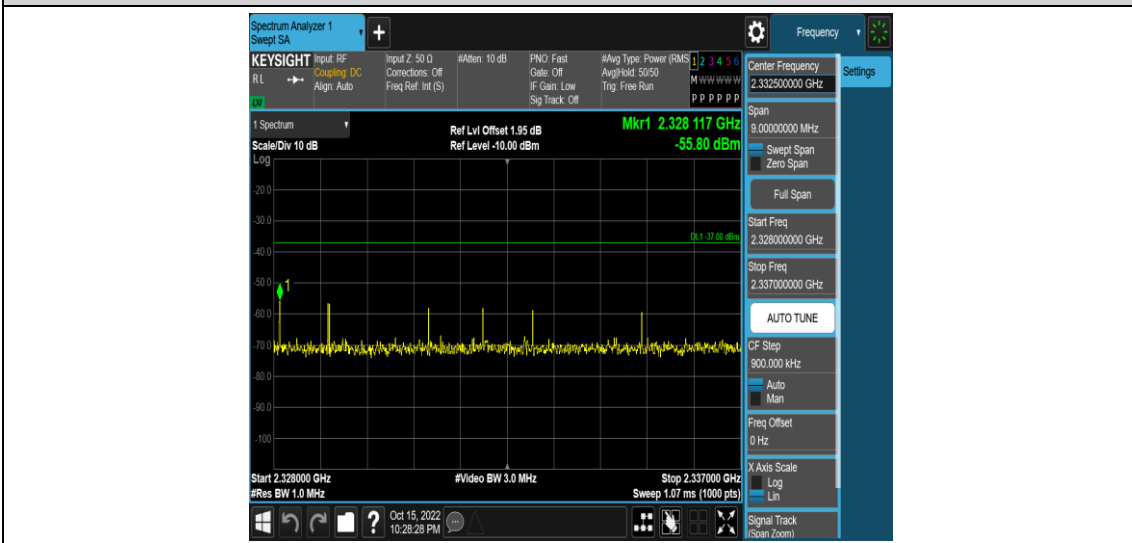 Spectrum Analyzer 1
Swept SA
+
Frequency
KEYSIGHT
Input: RF
Input Z: 50 Ω
#Atten: 10 dB
PNO: Fast
#Avg Type: Power (RMS
1 2 3 4 5 6
RL
Coupling: DC
Corrections: Off
Gate: Off
Avg|Hold: 50/50
M W W W W W
Align: Auto
Freq Ref: Int (S)
IF Gain: Low
Trig: Free Run
LNI
Sig Track: Off
P P P P P P
Center Frequency
2.332500000 GHz
Settings
Span
9.00000000 MHz
Swept Span
Zero Span
Full Span
Start Freq
2.328000000 GHz
Stop Freq
2.337000000 GHz
AUTO TUNE
CF Step
900.000 kHz
Auto
Man
Freq Offset
0 Hz
X Axis Scale
Log
Lin
Signal Track
(Span Zoom)
1 Spectrum
Ref Lvl Offset 1.95 dB
Mkr1 2.328 117 GHz
Scale/Div 10 dB
Ref Level -10.00 dBm
-55.80 dBm
Log
-20.0
-30.0
DL1 -37.00 dBm
-40.0
-50.0
1
-60.0
-70.0
-80.0
-90.0
-100
Start 2.328000 GHz
#Video BW 3.0 MHz
Stop 2.337000 GHz
#Res BW 1.0 MHz
Sweep 1.07 ms (1000 pts)
?
Oct 15, 2022
10:28:28 PM